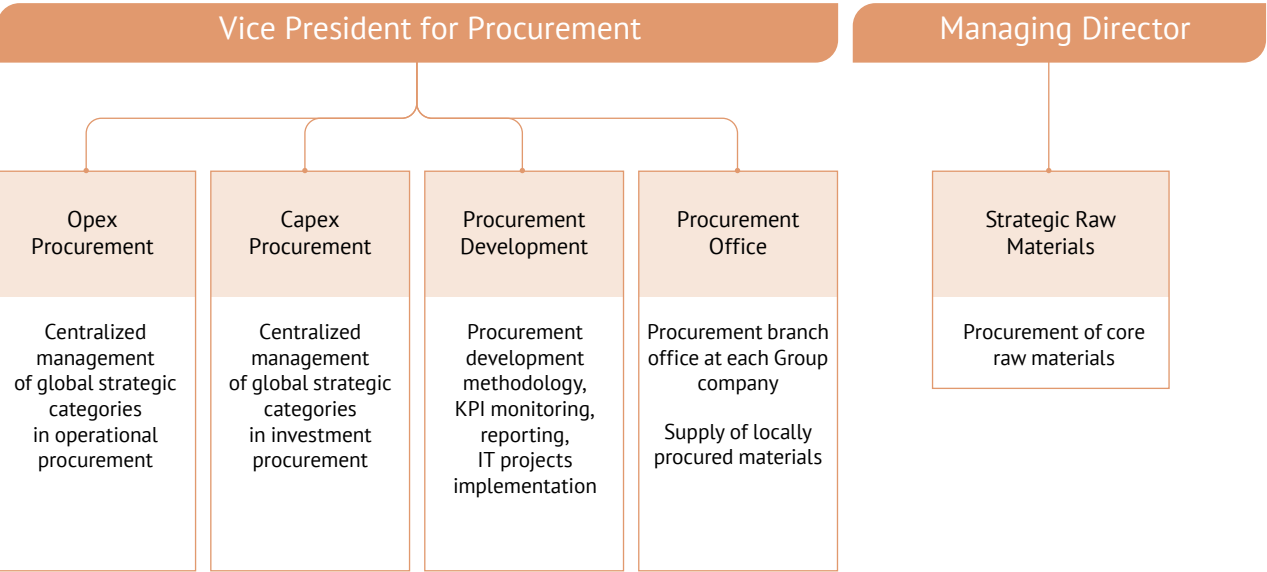 Vice President for Procurement
Managing Director
Opex
Procurement
Centralized
management
of global strategic
categories
in operational
procurement
Capex
Procurement
Centralized
management
of global strategic
categories
in investment
procurement
Procurement
Development
Procurement
development
methodology,
KPI monitoring,
reporting,
IT projects
implementation
Procurement
Office
Procurement branch
office at each Group
company
Supply of locally
procured materials
Strategic Raw
Materials
Procurement of core
raw materials